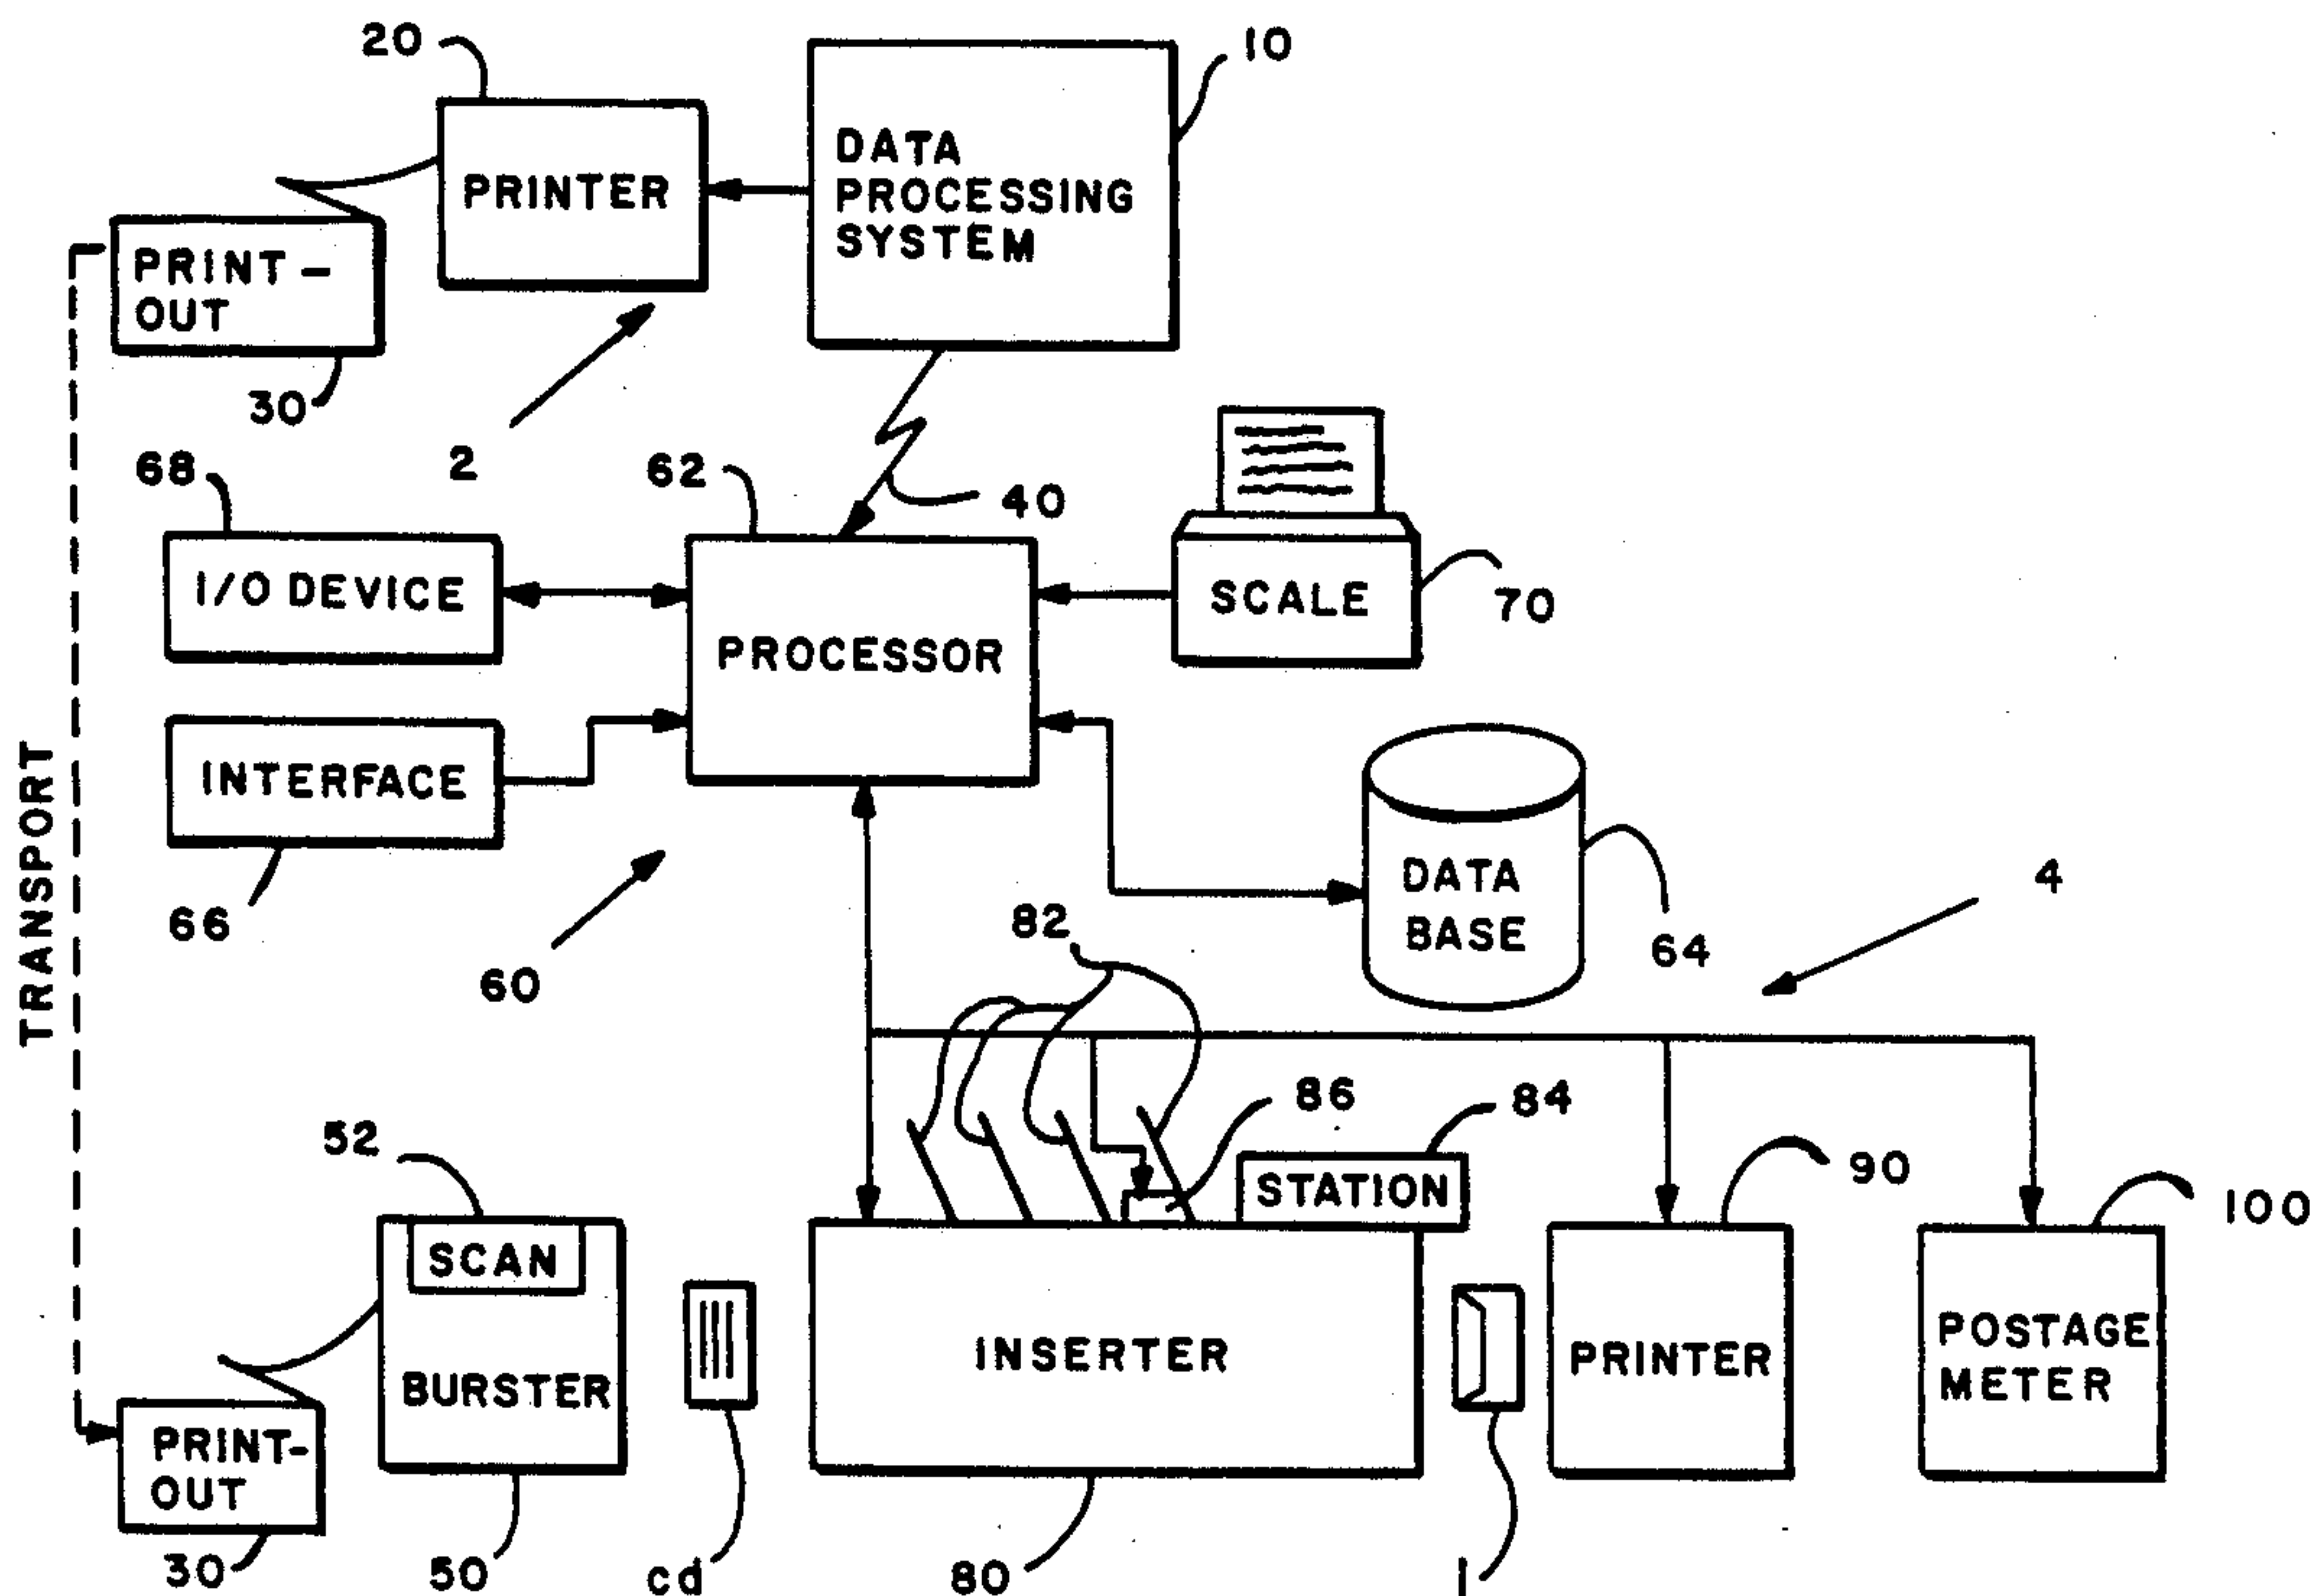 20
10
PRINTER
DATA
PROCESSING
SYSTEM
PRINT-
OUT
30
2
68
62
40
I/O DEVICE
PROCESSOR
SCALE
70
INTERFACE
66
60
TRANSPORT
DATA
BASE
64
4
82
86
84
STATION
52
90
100
SCAN
BURSTER
INSERTER
PRINTER
POSTAGE
METER
PRINT-
OUT
30
50
cd
80
l